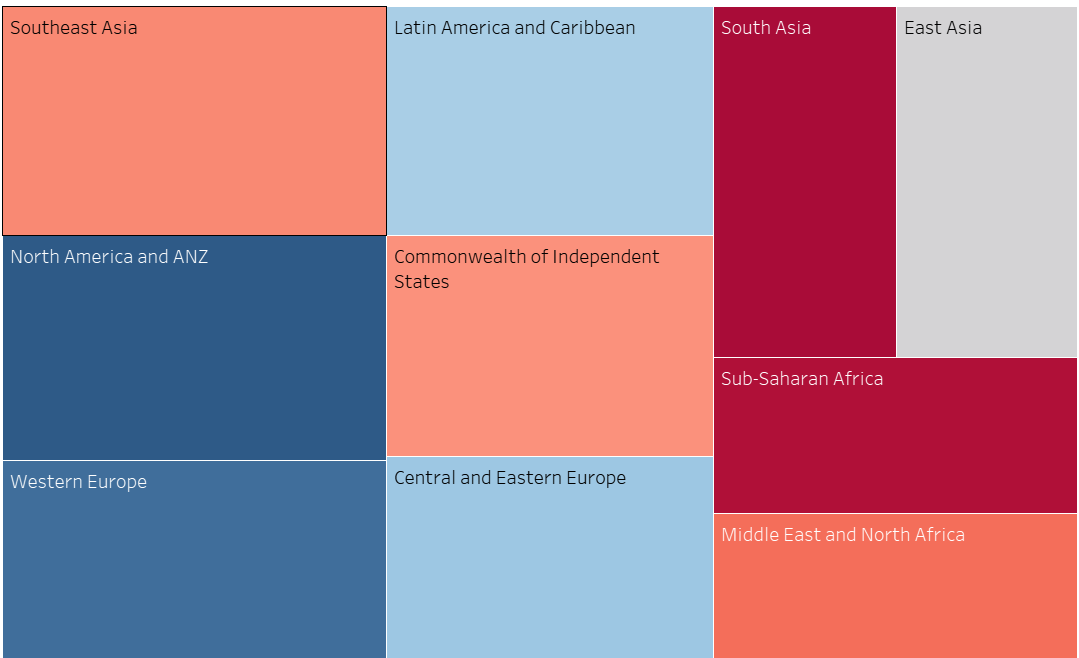 Southeast Asia
Latin America and Caribbean
South Asia
East Asia
North America and ANZ
Commonwealth of Independent
States
Sub-Saharan Africa
Western Europe
Central and Eastern Europe
Middle East and North Africa